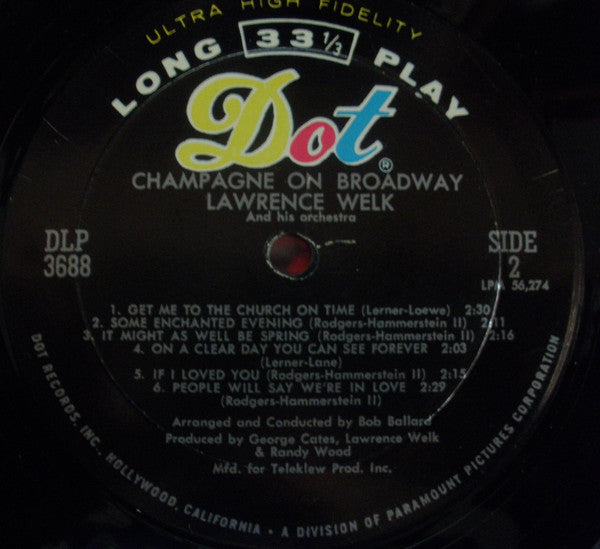 ULTRA HIGH FIDELITY
LONG 33 1/3 PLAY
Dot®
CHAMPAGNE ON BROADWAY
LAWRENCE WELK
And his orchestra
DLP
3688
SIDE
2
LPM 56,274
1. GET ME TO THE CHURCH ON TIME (Lerner-Loewe) 2:30
2. SOME ENCHANTED EVENING (Rodgers-Hammerstein II) 2:11
3. IT MIGHT AS WELL BE SPRING (Rodgers-Hammerstein II) 2:16
4. ON A CLEAR DAY YOU CAN SEE FOREVER 2:03
(Lerner-Lane)
5. IF I LOVED YOU (Rodgers-Hammerstein II) 2:15
6. PEOPLE WILL SAY WE'RE IN LOVE 2:29
(Rodgers-Hammerstein II)
Arranged and Conducted by Bob Ballard
Produced by George Cates, Lawrence Welk
& Randy Wood
Mfd. for Teleklew Prod. Inc.
DOT RECORDS, INC. HOLLYWOOD, CALIFORNIA • A DIVISION OF PARAMOUNT PICTURES CORPORATION